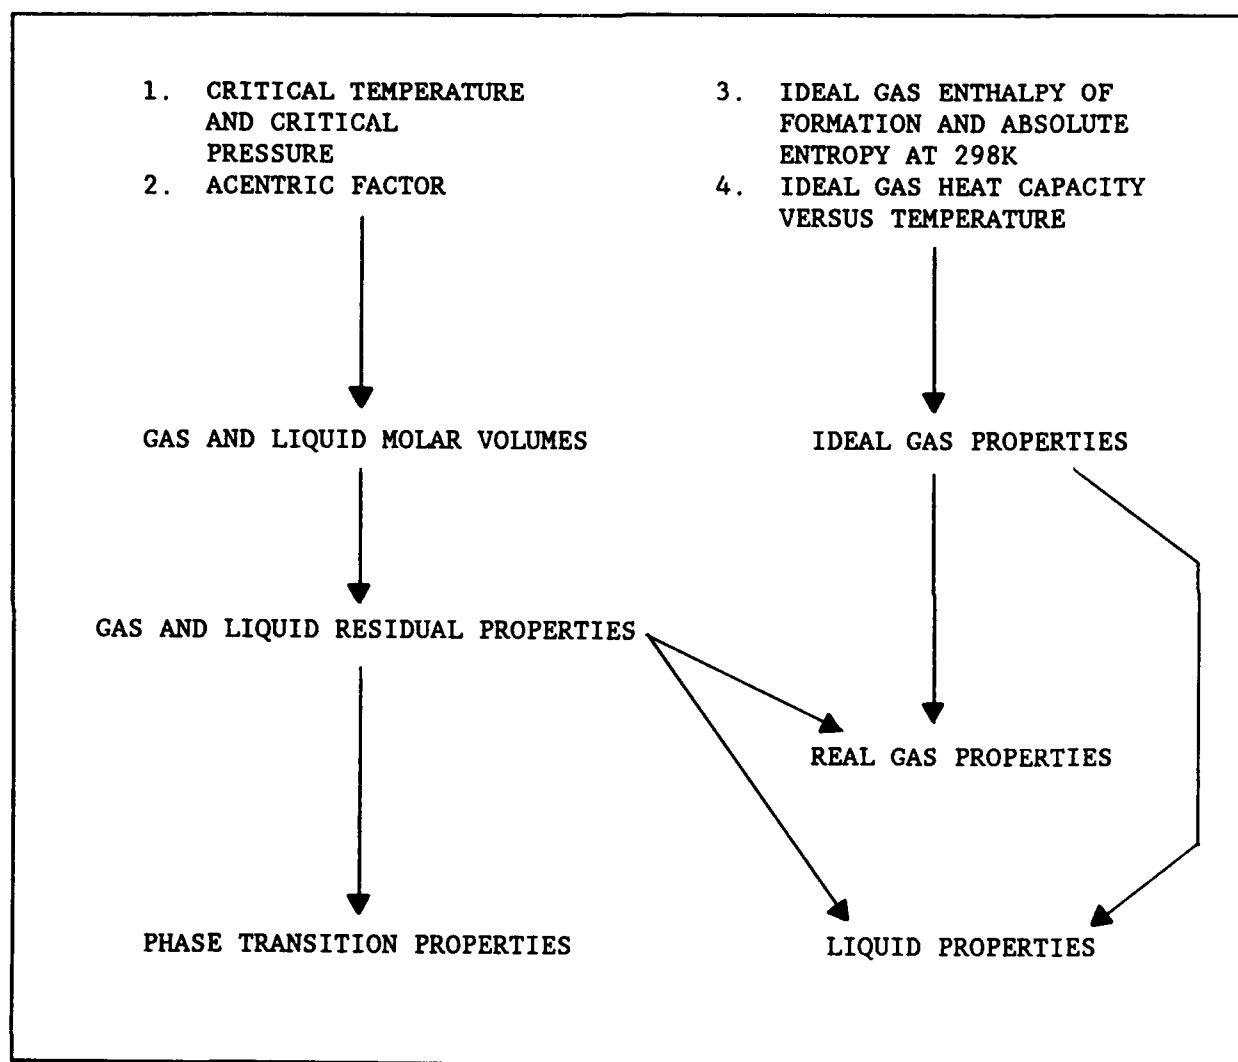 1. CRITICAL TEMPERATURE
AND CRITICAL
PRESSURE
2. ACENTRIC FACTOR
3. IDEAL GAS ENTHALPY OF
FORMATION AND ABSOLUTE
ENTROPY AT 298K
4. IDEAL GAS HEAT CAPACITY
VERSUS TEMPERATURE
GAS AND LIQUID MOLAR VOLUMES
IDEAL GAS PROPERTIES
GAS AND LIQUID RESIDUAL PROPERTIES
REAL GAS PROPERTIES
PHASE TRANSITION PROPERTIES
LIQUID PROPERTIES